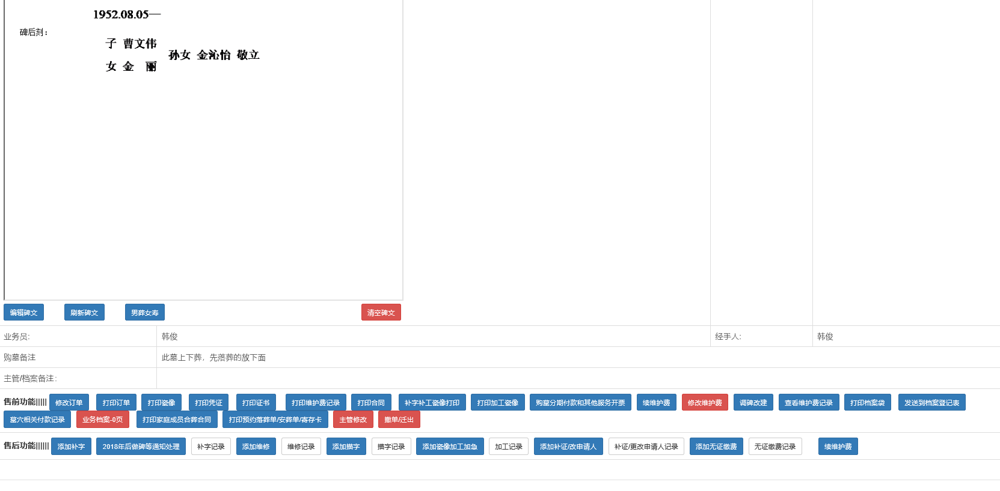 1952.08.05—
碑后刻：
子 曹文伟
孙女 金沁怡 敬立
女 金 丽
编辑碑文 刷新碑文 男葬女寿 清空碑文
业务员: 韩俊 经手人: 韩俊
购墓备注 此墓上下葬，先落葬的放下面
主管/档案备注:
售前功能||||| 修改订单 打印订单 打印瓷像 打印凭证 打印证书 打印维护费记录 打印合同 补字补工瓷像打印 打印加工瓷像 购墓分期付款和其他服务开票 续维护费 修改维护费 调碑改建 查看维护费记录 打印档案袋 发送到档案登记表
墓穴相关付款记录 业务档案-0页 打印家庭成员合葬合同 打印预约落葬单/安葬单/寄存卡 主管修改 撤单/迁出
售后功能|||||| 添加补字 2018年后做碑等通知处理 补字记录 添加维修 维修记录 添加描字 描字记录 添加瓷像加工加急 加工记录 添加补证/改申请人 补证/更改申请人记录 添加无证缴费 无证缴费记录 续维护费